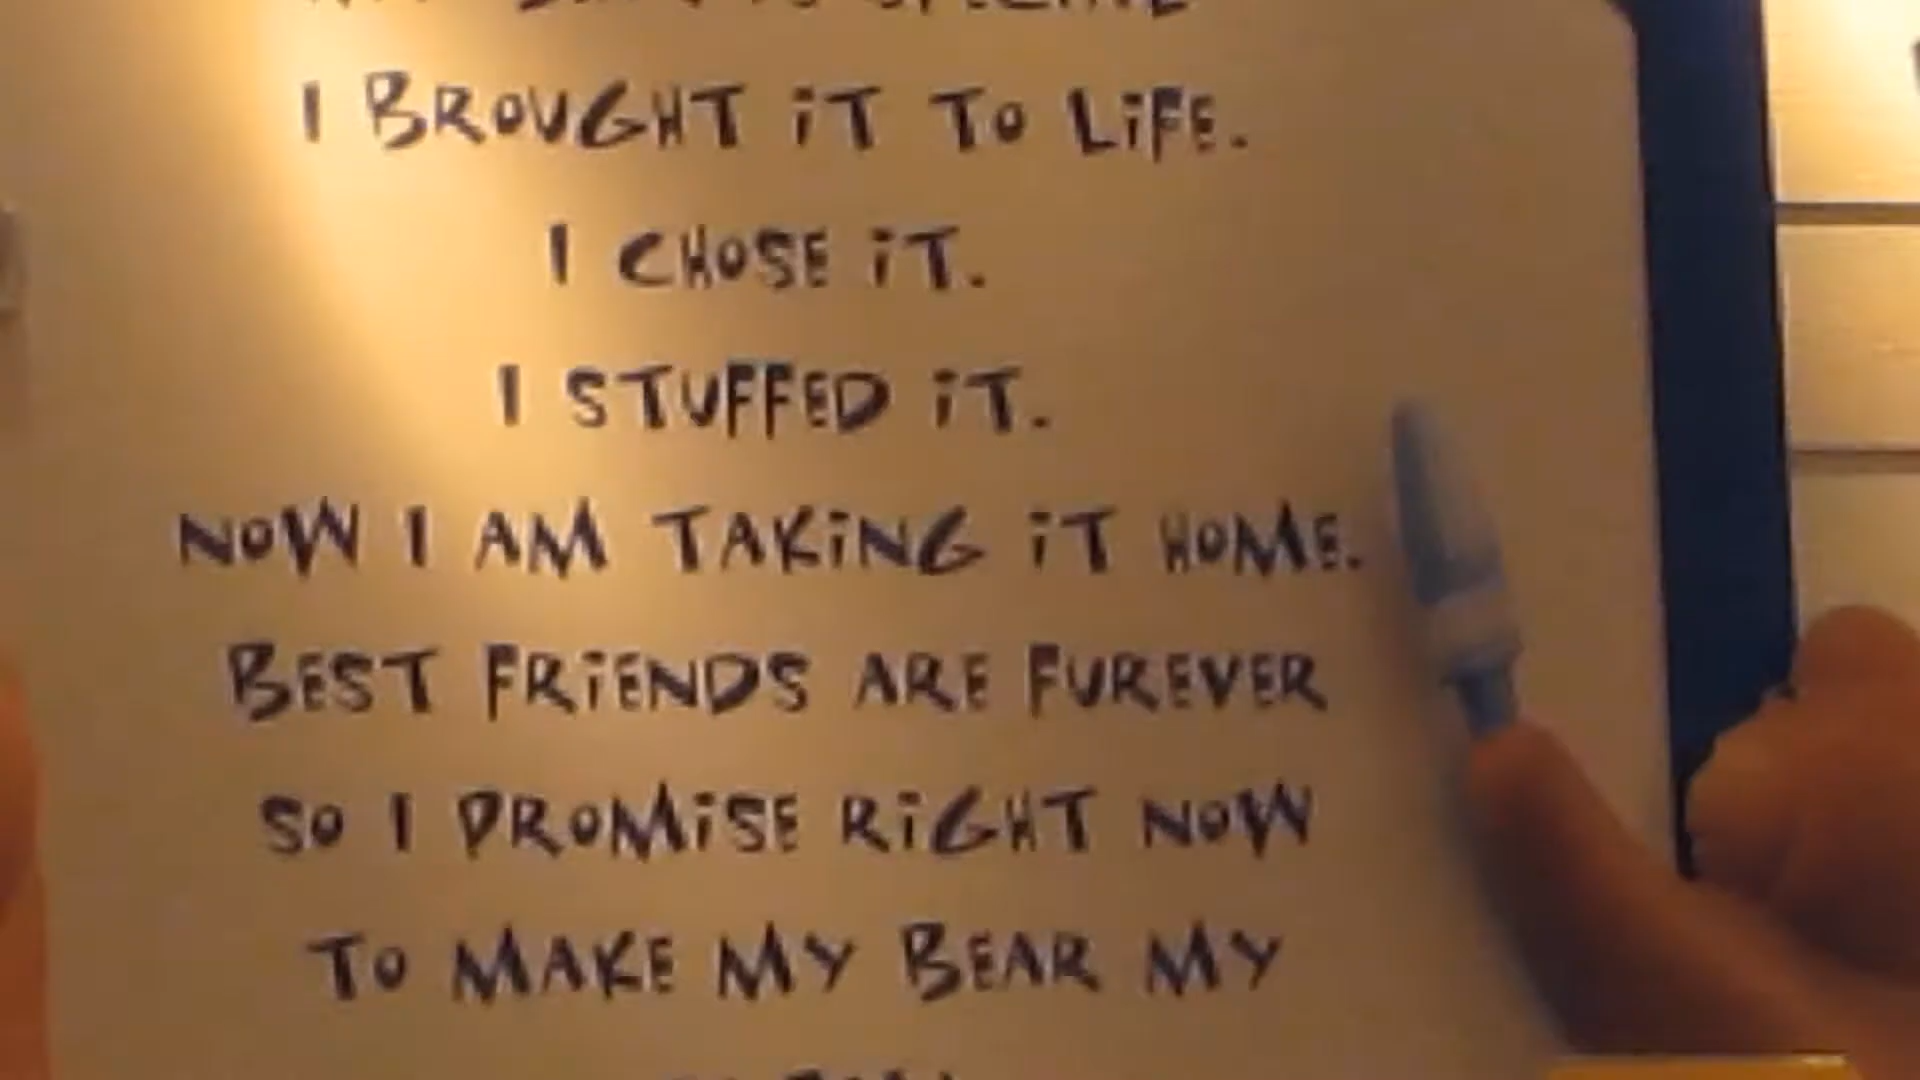 I BROUGHT iT TO LiFE.
I CHOSE iT.
I STUFFED iT.
NOW I AM TAKiNG iT HOME.
BEST FRiENDS ARE FUREVER
SO I PROMiSE RiGHT NOW
TO MAKE MY BEAR MY